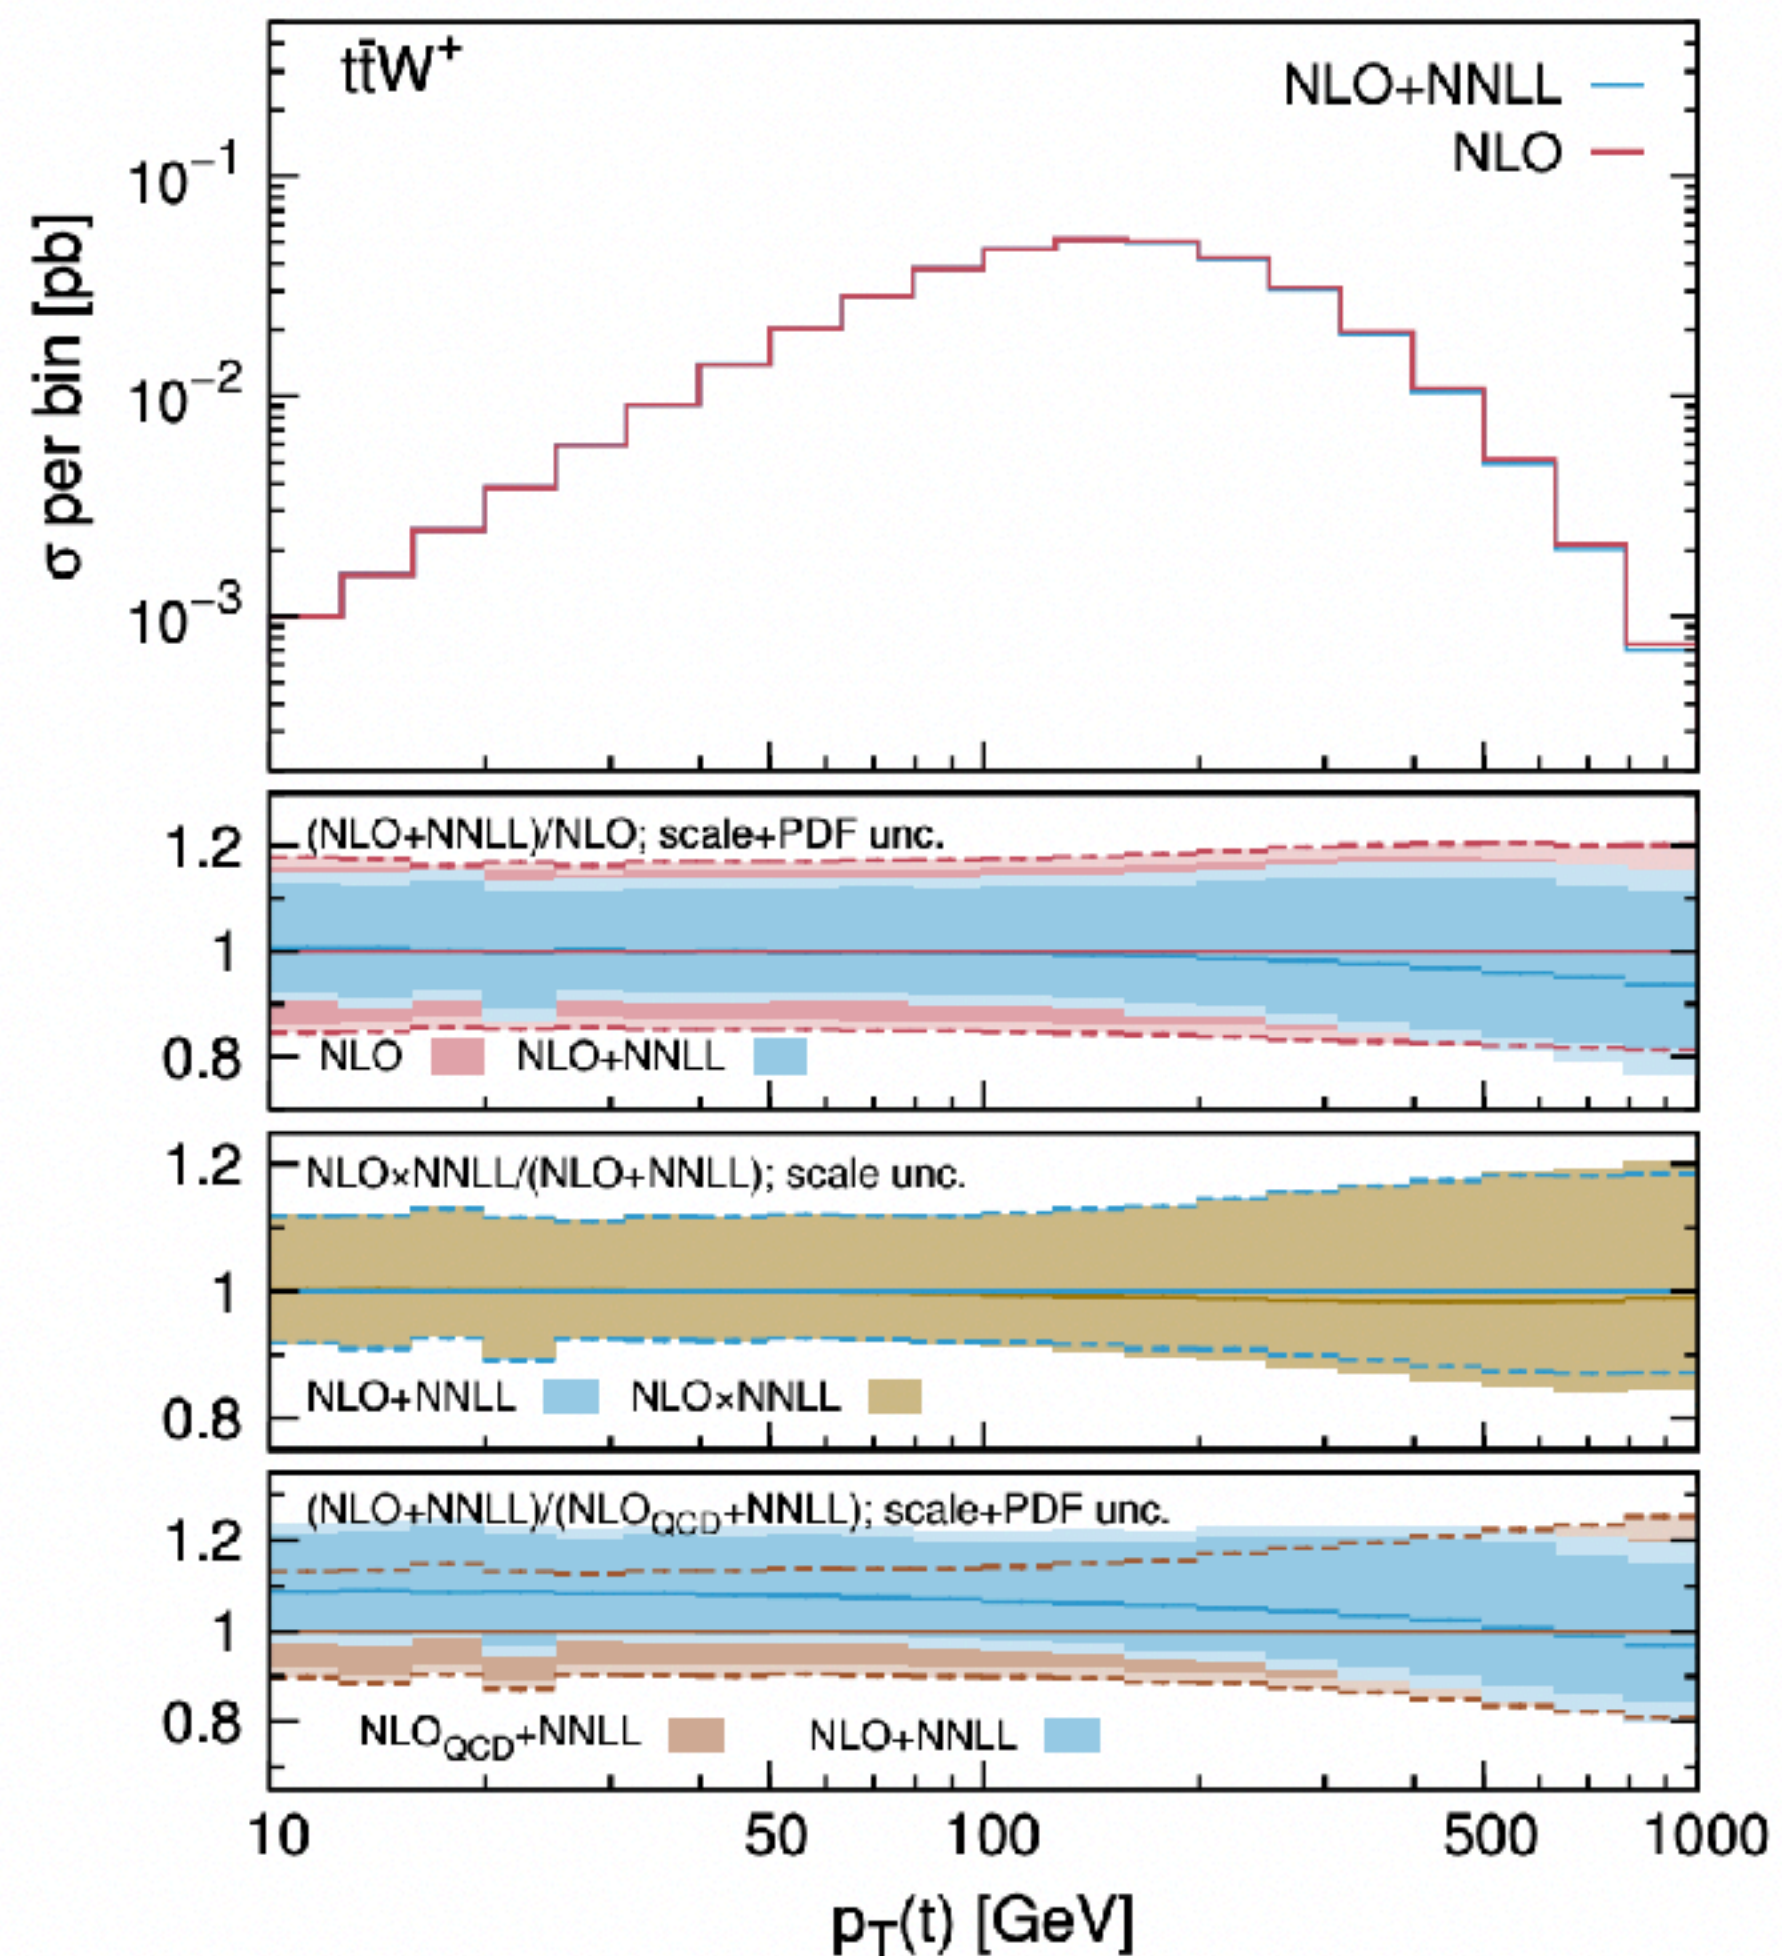 tt̄W⁺
NLO+NNLL
NLO
σ per bin [pb]
10⁻¹
10⁻²
10⁻³
(NLO+NNLL)/NLO; scale+PDF unc.
1.2
1
0.8
NLO NLO+NNLL
NLO×NNLL/(NLO+NNLL); scale unc.
1.2
1
0.8
NLO+NNLL NLO×NNLL
(NLO+NNLL)/(NLO_QCD+NNLL); scale+PDF unc.
1.2
1
0.8
NLO_QCD+NNLL NLO+NNLL
10 50 100 500 1000
p_T(t) [GeV]